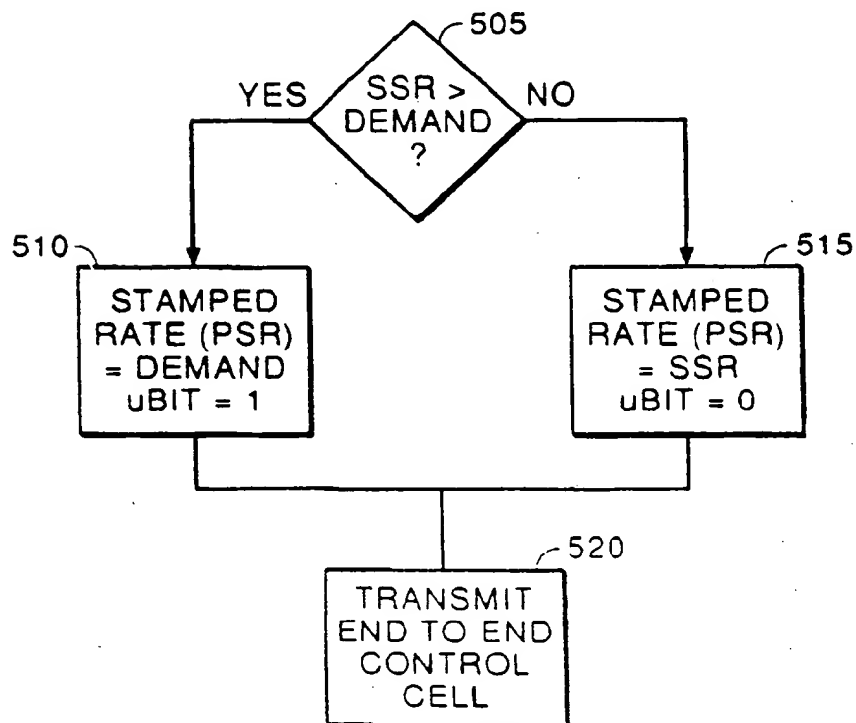 505
SSR >
DEMAND
?
YES
NO
510
STAMPED
RATE (PSR)
= DEMAND
uBIT = 1
515
STAMPED
RATE (PSR)
= SSR
uBIT = 0
520
TRANSMIT
END TO END
CONTROL
CELL